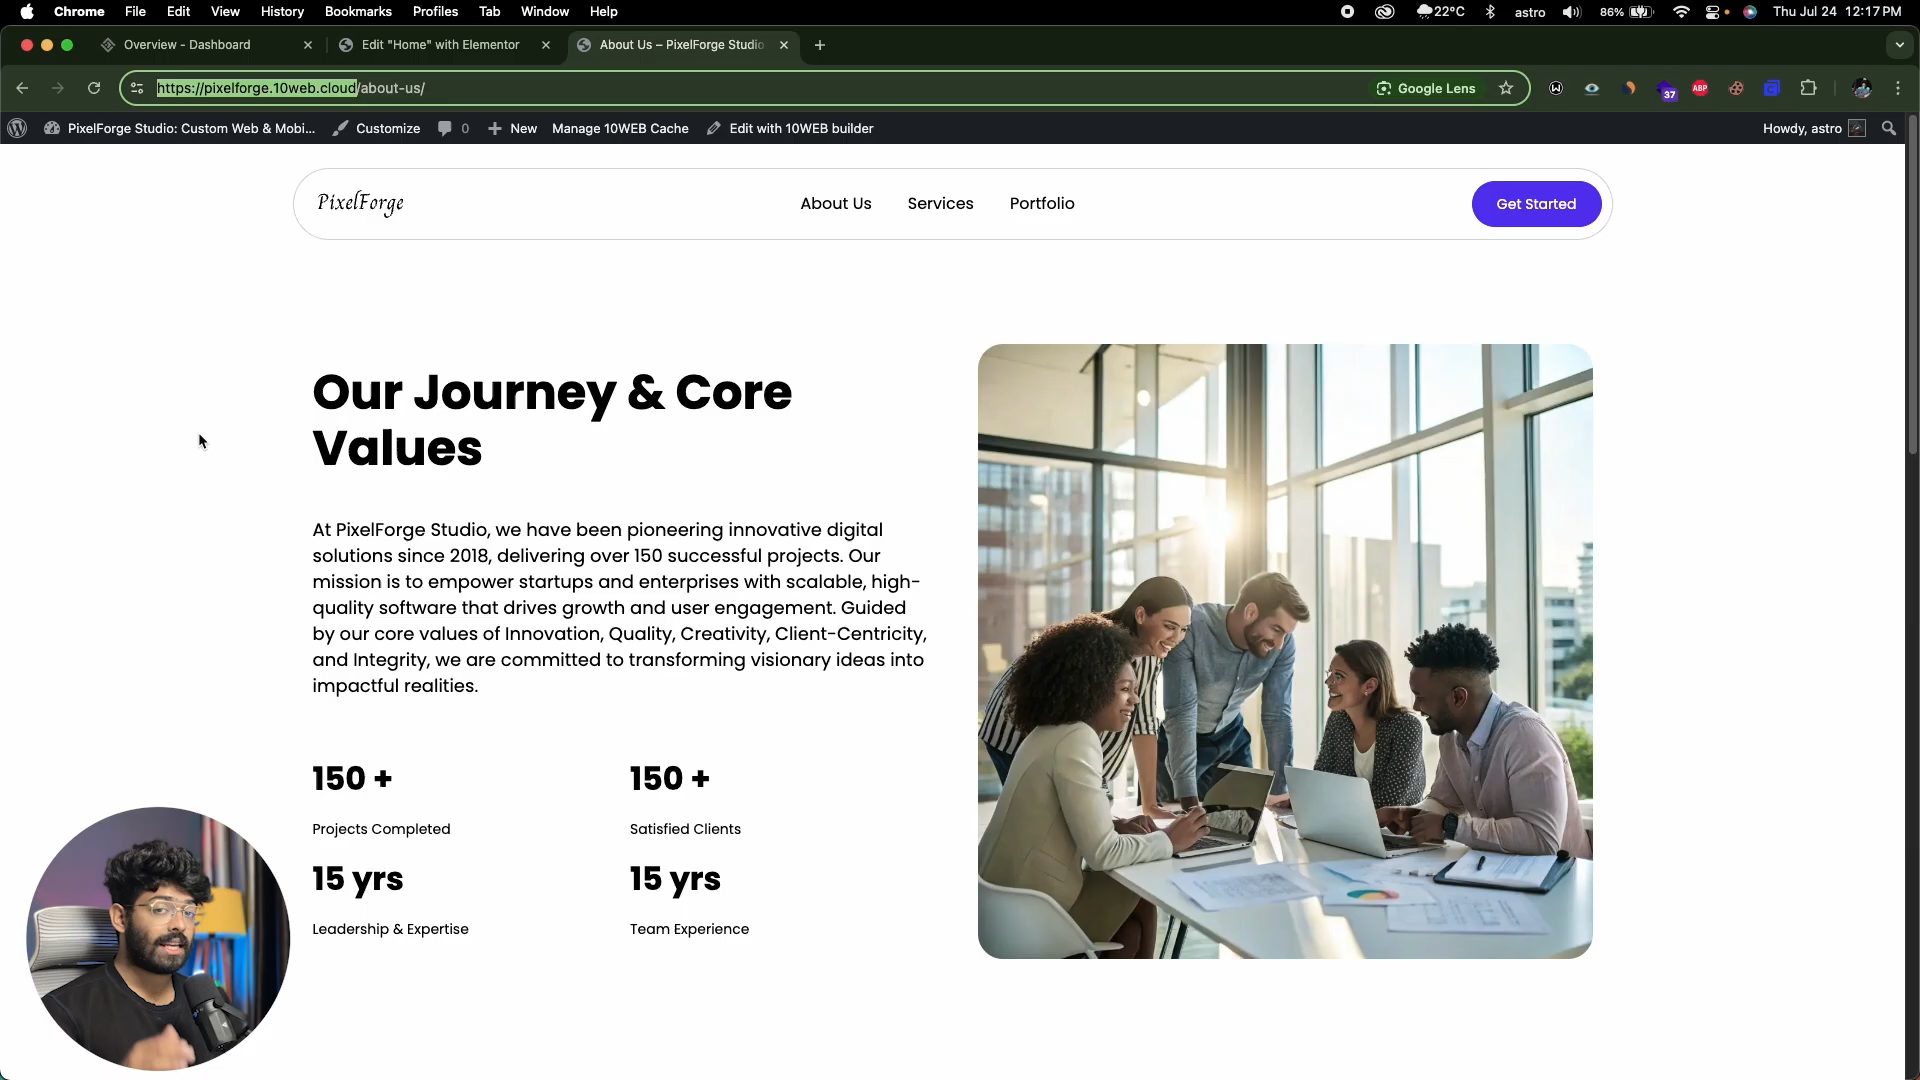 Chrome File Edit View History Bookmarks Profiles Tab Window Help
22°C astro 86% Thu Jul 24 12:17 PM
Overview - Dashboard
Edit "Home" with Elementor
About Us – PixelForge Studio
https://pixelforge.10web.cloud/about-us/
Google Lens
37
ABP
PixelForge Studio: Custom Web & Mobi...
Customize
0
New
Manage 10WEB Cache
Edit with 10WEB builder
Howdy, astro
PixelForge
About Us
Services
Portfolio
Get Started
Our Journey & Core
Values
At PixelForge Studio, we have been pioneering innovative digital
solutions since 2018, delivering over 150 successful projects. Our
mission is to empower startups and enterprises with scalable, high-
quality software that drives growth and user engagement. Guided
by our core values of Innovation, Quality, Creativity, Client-Centricity,
and Integrity, we are committed to transforming visionary ideas into
impactful realities.
150 +
Projects Completed
150 +
Satisfied Clients
15 yrs
Leadership & Expertise
15 yrs
Team Experience